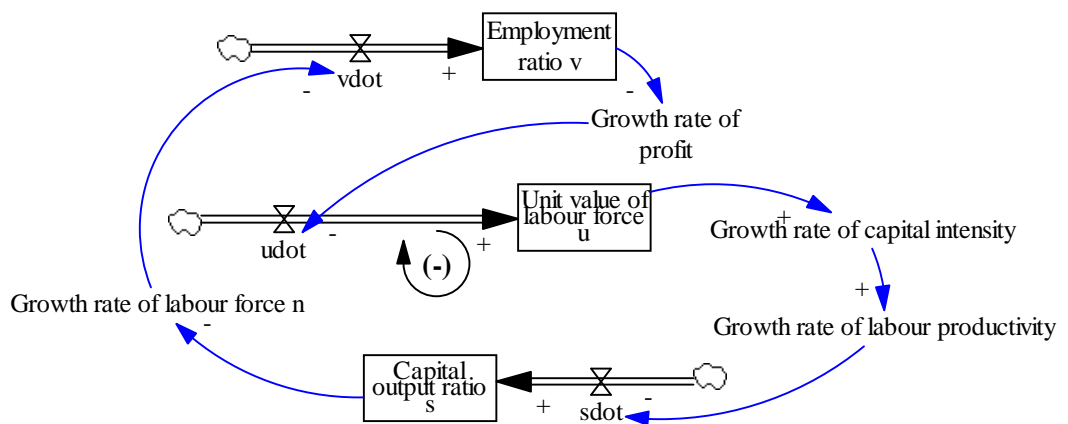 Employment
ratio v
+
-
vdot
-
Growth rate of
profit
Unit value of
labour force
u
+
Growth rate of capital intensity
-
+
udot
(-)
+
Growth rate of labour force n
-
Growth rate of labour productivity
Capital
output ratio
s
+
-
sdot